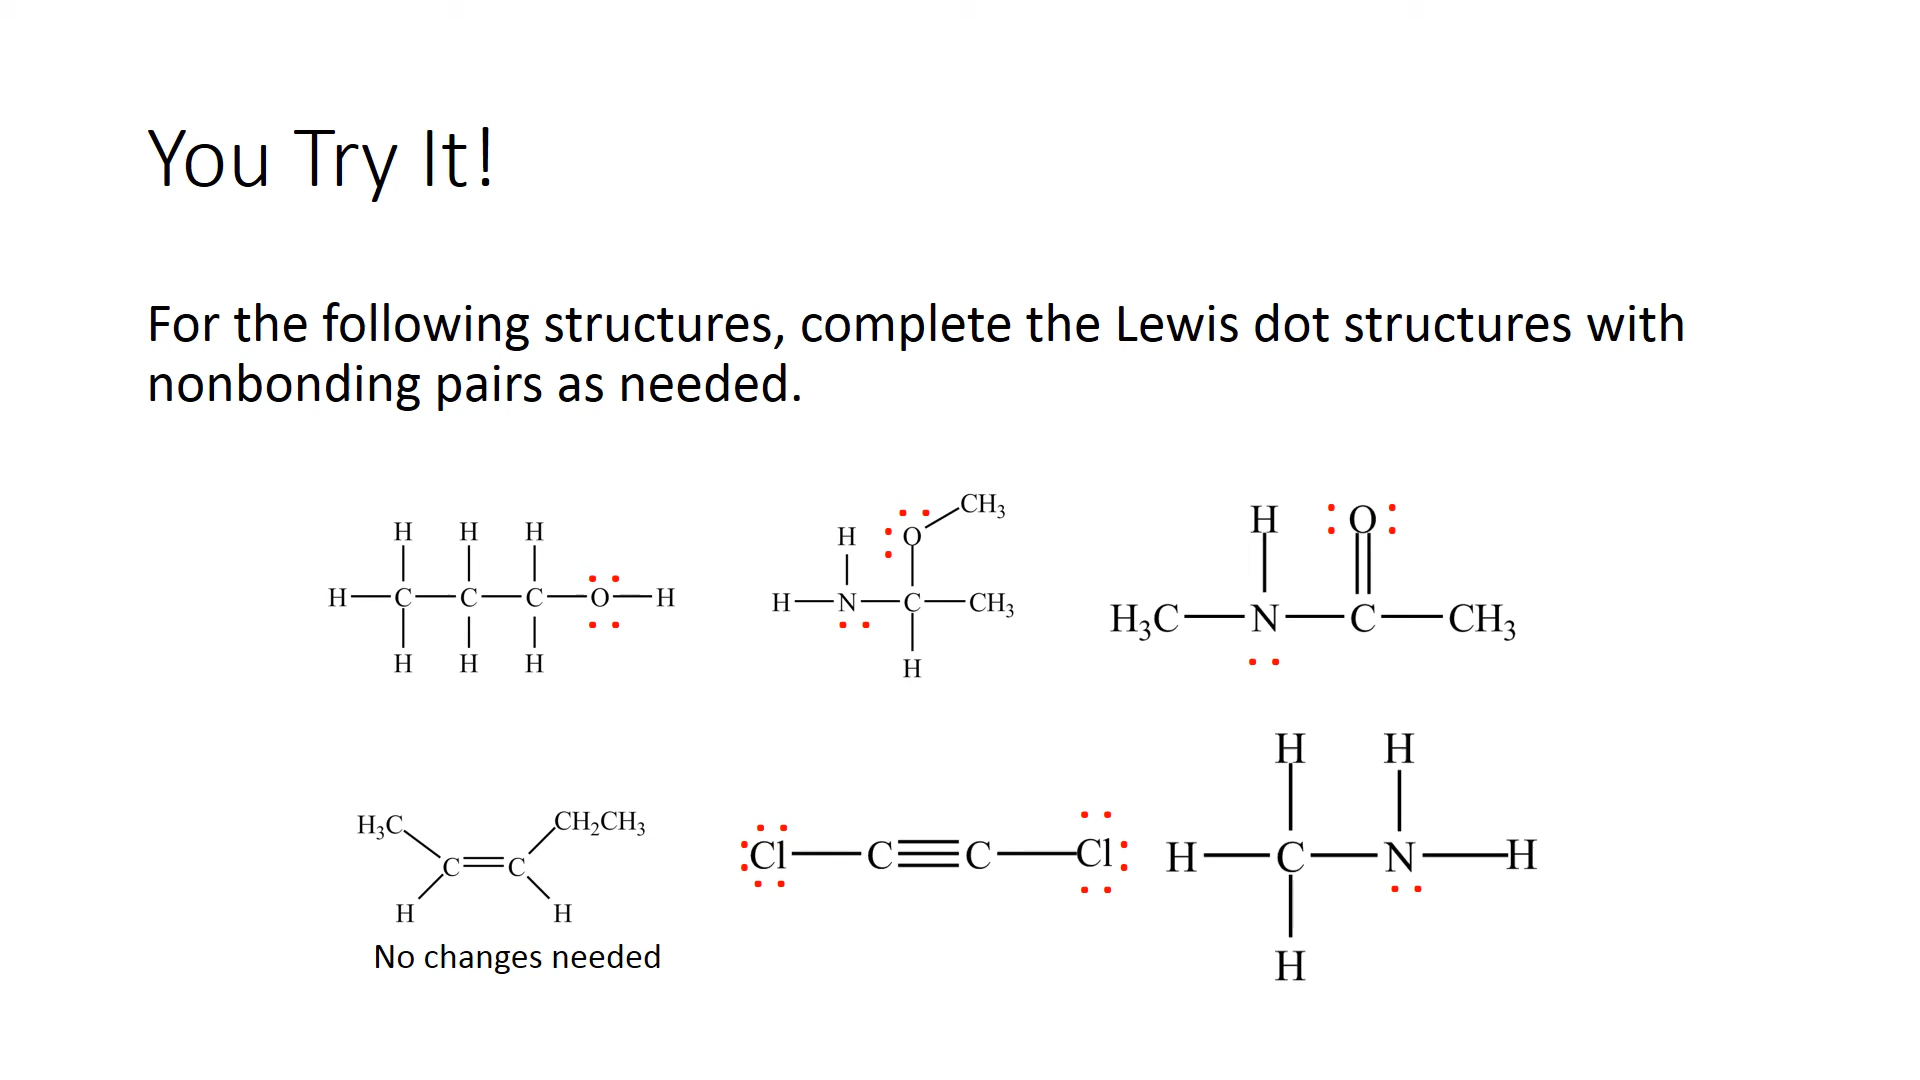 You Try It!
For the following structures, complete the Lewis dot structures with
nonbonding pairs as needed.
H H H
H C C C O H
H H H
CH₃
H O
H N C CH₃
H
H O
H₃C N C CH₃
H₃C CH₂CH₃
C C
H H
No changes needed
Cl C C Cl
H H
H C N H
H